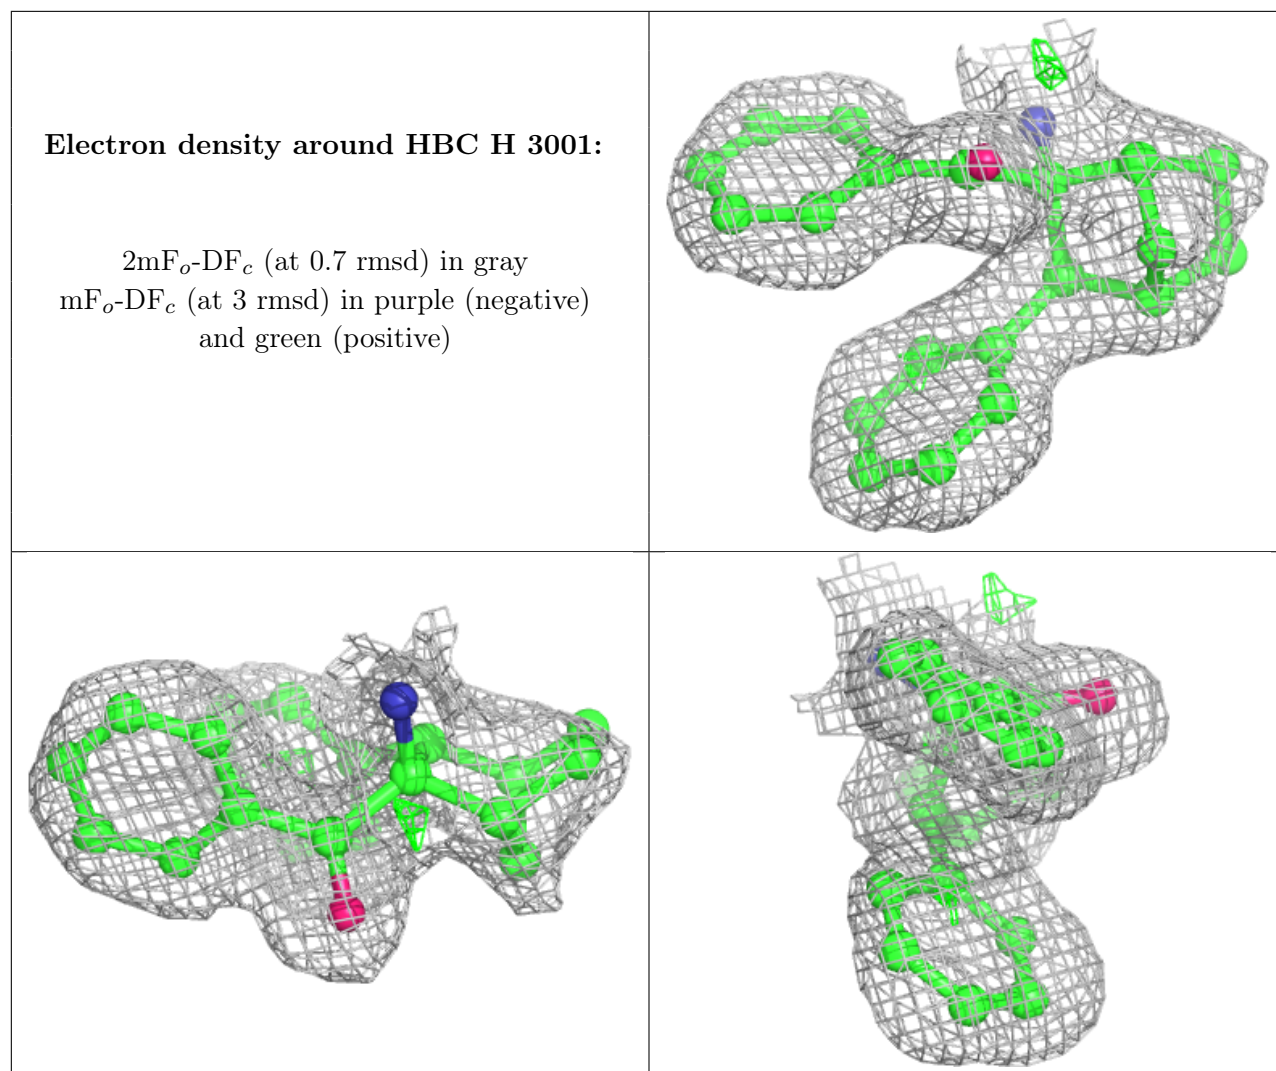 Electron density around HBC H 3001:
2mFo-DFc (at 0.7 rmsd) in gray
mFo-DFc (at 3 rmsd) in purple (negative)
and green (positive)